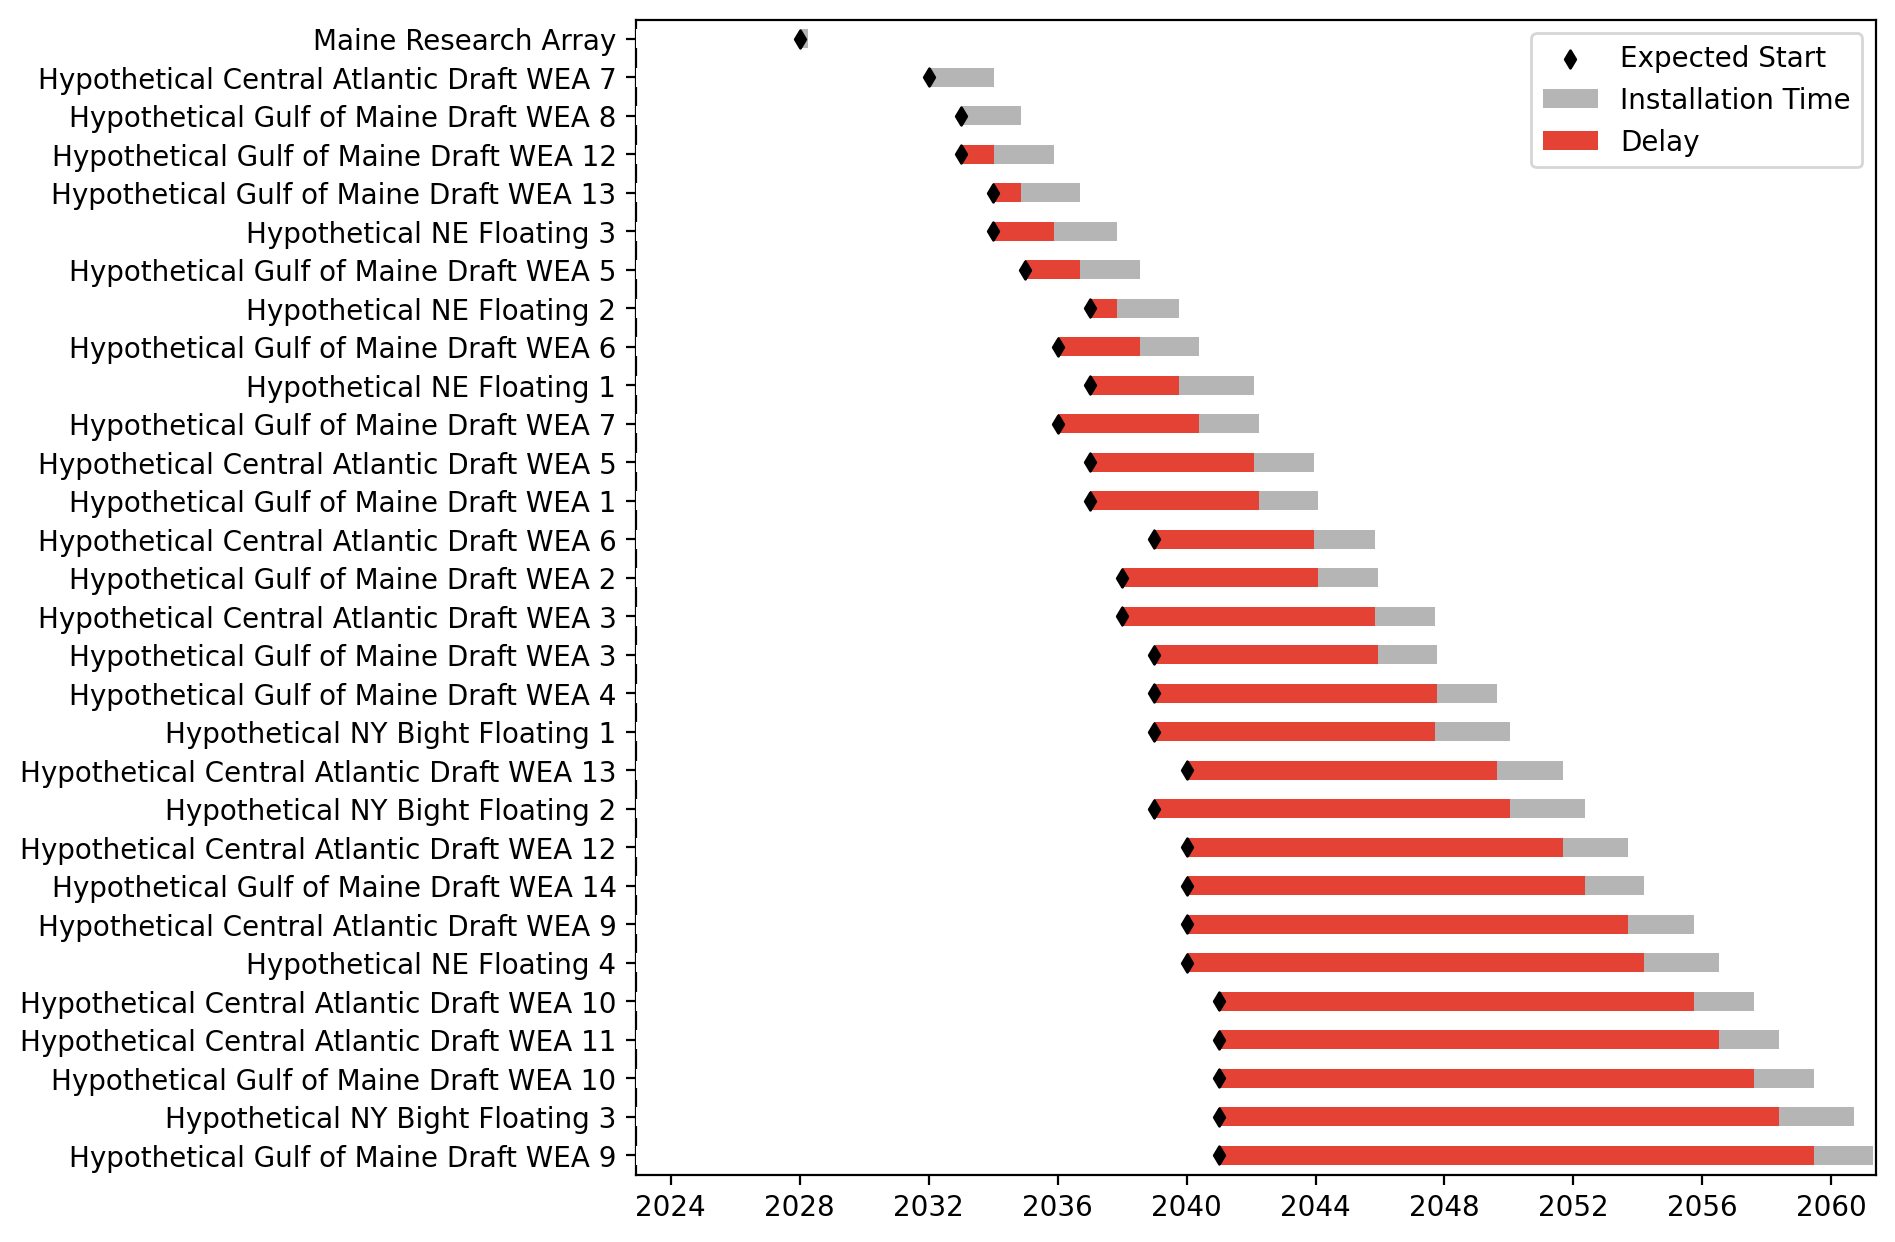 Maine Research Array
Hypothetical Central Atlantic Draft WEA 7
Hypothetical Gulf of Maine Draft WEA 8
Hypothetical Gulf of Maine Draft WEA 12
Hypothetical Gulf of Maine Draft WEA 13
Hypothetical NE Floating 3
Hypothetical Gulf of Maine Draft WEA 5
Hypothetical NE Floating 2
Hypothetical Gulf of Maine Draft WEA 6
Hypothetical NE Floating 1
Hypothetical Gulf of Maine Draft WEA 7
Hypothetical Central Atlantic Draft WEA 5
Hypothetical Gulf of Maine Draft WEA 1
Hypothetical Central Atlantic Draft WEA 6
Hypothetical Gulf of Maine Draft WEA 2
Hypothetical Central Atlantic Draft WEA 3
Hypothetical Gulf of Maine Draft WEA 3
Hypothetical Gulf of Maine Draft WEA 4
Hypothetical NY Bight Floating 1
Hypothetical Central Atlantic Draft WEA 13
Hypothetical NY Bight Floating 2
Hypothetical Central Atlantic Draft WEA 12
Hypothetical Gulf of Maine Draft WEA 14
Hypothetical Central Atlantic Draft WEA 9
Hypothetical NE Floating 4
Hypothetical Central Atlantic Draft WEA 10
Hypothetical Central Atlantic Draft WEA 11
Hypothetical Gulf of Maine Draft WEA 10
Hypothetical NY Bight Floating 3
Hypothetical Gulf of Maine Draft WEA 9
Expected Start
Installation Time
Delay
2024 2028 2032 2036 2040 2044 2048 2052 2056 2060